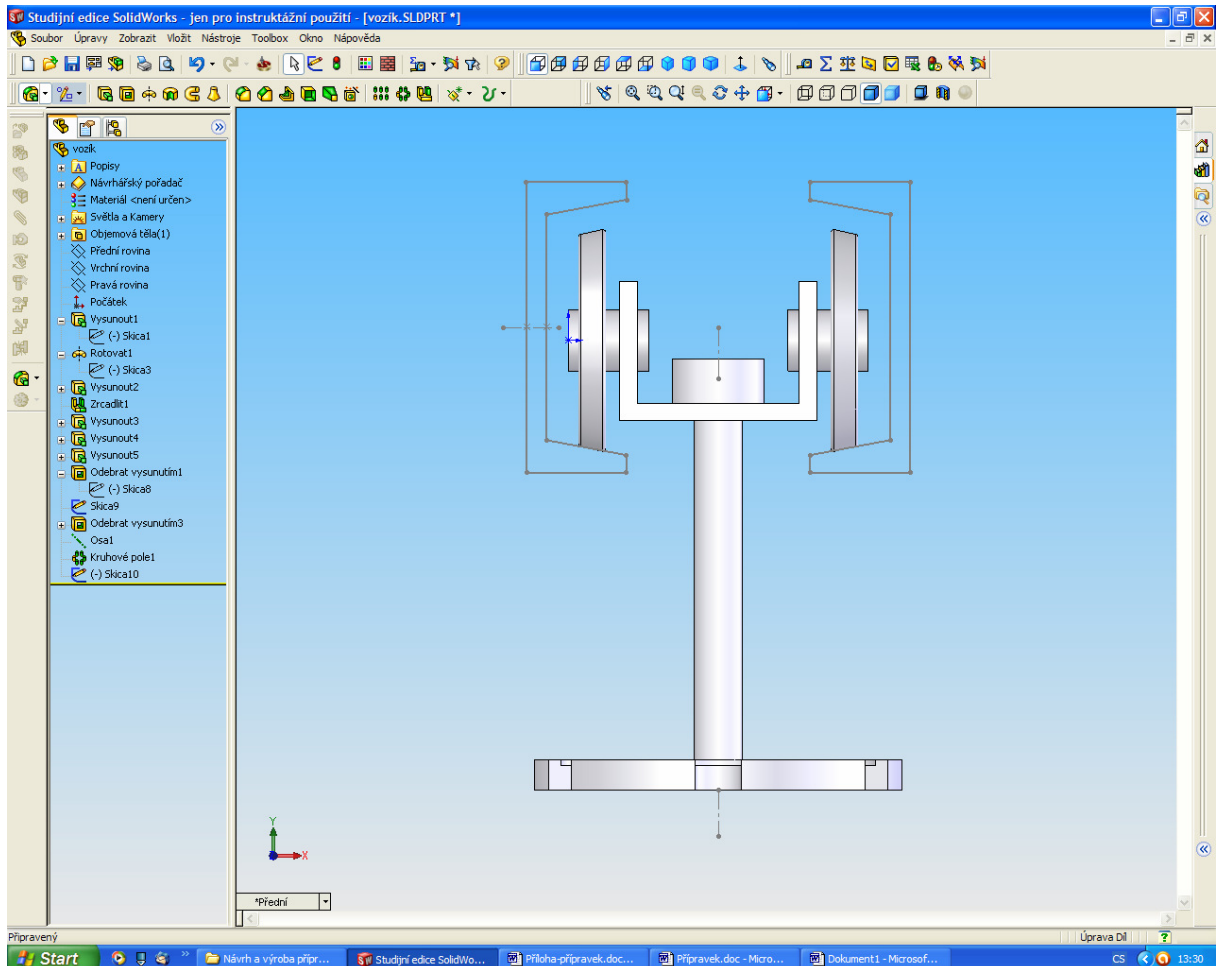 Studijní edice SolidWorks - jen pro instruktážní použití - [vozík.SLDPRT *]
Soubor Úpravy Zobrazit Vložit Nástroje Toolbox Okno Nápověda
vozík
Popisy
Návrhářský pořadač
Materiál <není určen>
Světla a Kamery
Objemová těla(1)
Přední rovina
Vrchní rovina
Pravá rovina
Počátek
Vysunout1
(-) Skica1
Rotovat1
(-) Skica3
Vysunout2
Zrcadlit1
Vysunout3
Vysunout4
Vysunout5
Odebrat vysunutím1
(-) Skica8
Skica9
Odebrat vysunutím3
Osa1
Kruhové pole1
(-) Skica10
Y
X
*Přední
Připravený
Úprava Díl
Start
Návrh a výroba přípr...
Studijní edice SolidWo...
Příloha-přípravek.doc...
Přípravek.doc - Micro...
Dokument1 - Microsof...
CS
13:30